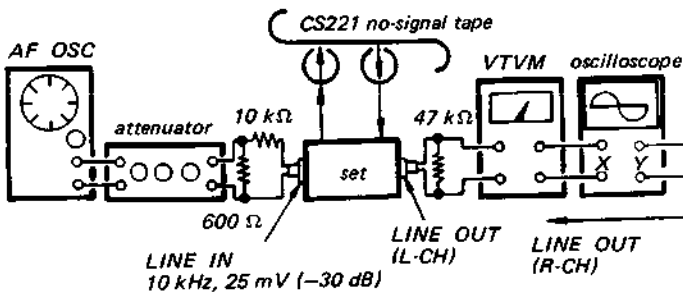 CS221 no-signal tape
AF OSC
VTVM
oscilloscope
10 kΩ
47 kΩ
attenuator
set
X Y
600 Ω
LINE IN
10 kHz, 25 mV (−30 dB)
LINE OUT
(L-CH)
LINE OUT
(R-CH)